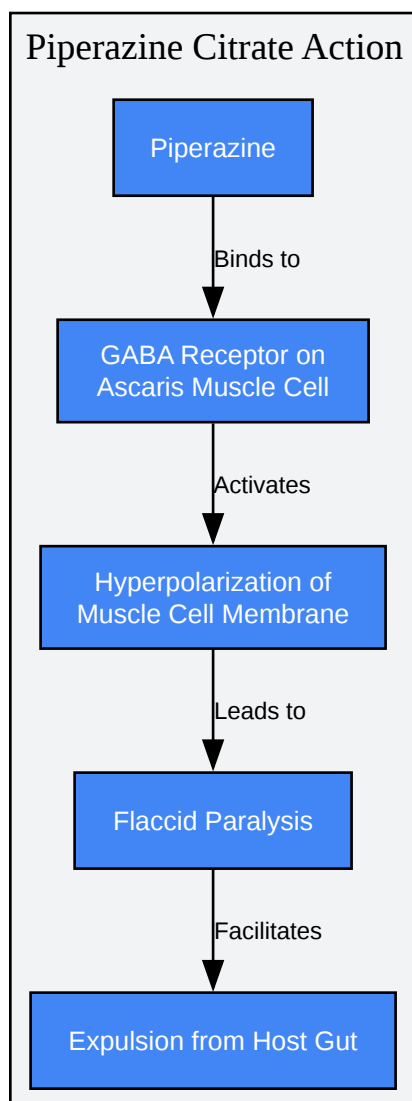 Piperazine Citrate Action
Piperazine
Binds to
GABA Receptor on
Ascaris Muscle Cell
Activates
Hyperpolarization of
Muscle Cell Membrane
Leads to
Flaccid Paralysis
Facilitates
Expulsion from Host Gut